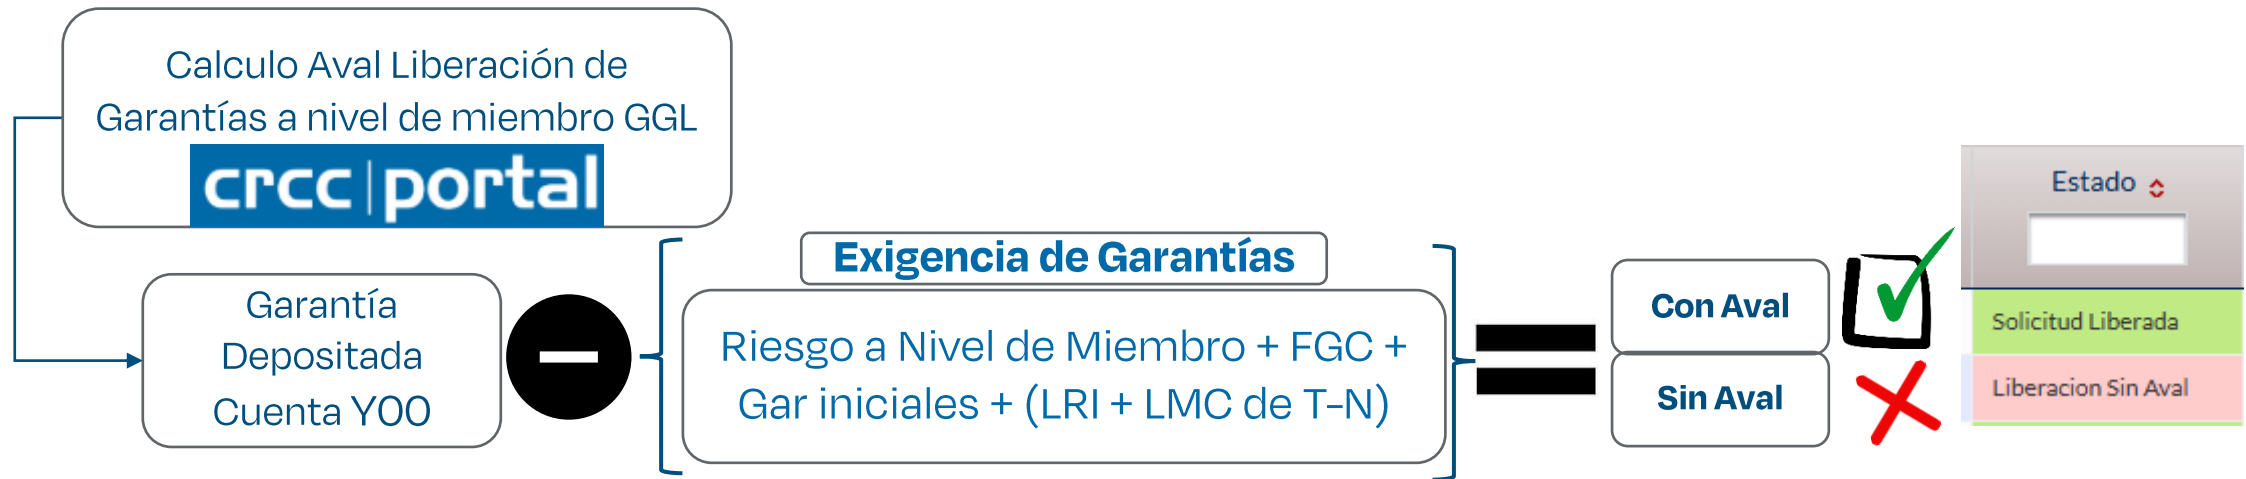 Calculo Aval Liberación de
Garantías a nivel de miembro GGL
crcc|portal
Garantía
Depositada
Cuenta Y00
Exigencia de Garantías
Riesgo a Nivel de Miembro + FGC +
Gar iniciales + (LRI + LMC de T-N)
Con Aval
Sin Aval
Estado
Solicitud Liberada
Liberacion Sin Aval